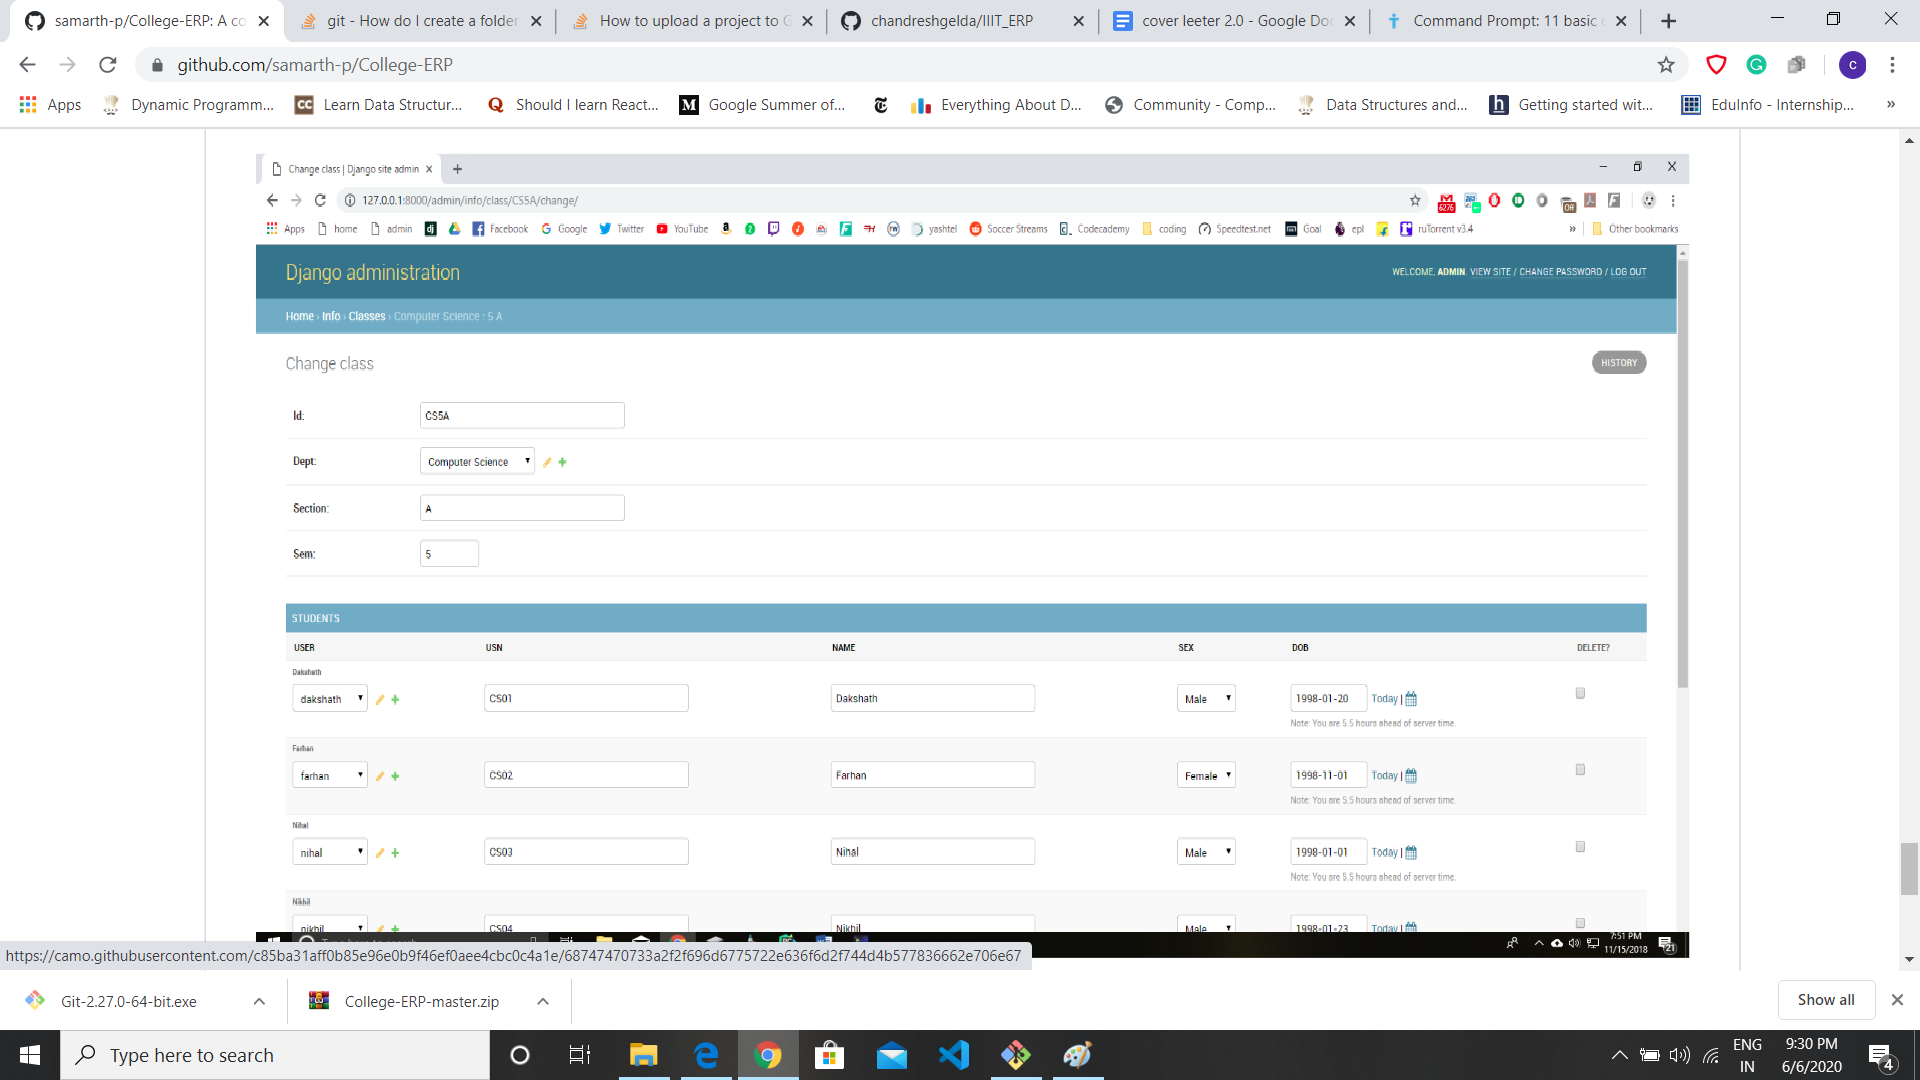 samarth-p/College-ERP: A co
git - How do I create a folder
How to upload a project to G
chandreshgelda/IIIT_ERP
cover leeter 2.0 - Google Do
Command Prompt: 11 basic c
github.com/samarth-p/College-ERP
c
Apps
Dynamic Programm...
Learn Data Structur...
Should I learn React...
Google Summer of...
Everything About D...
Community - Comp...
Data Structures and...
Getting started wit...
EduInfo - Internship...
»
Change class | Django site admin
127.0.0.1:8000/admin/info/class/CS5A/change/
6276
Off
Apps
home
admin
dj
Facebook
Google
Twitter
YouTube
yashtel
Soccer Streams
Codecademy
coding
Speedtest.net
Goal
epl
ruTorrent v3.4
»
Other bookmarks
Django administration
WELCOME, ADMIN. VIEW SITE / CHANGE PASSWORD / LOG OUT
Home › Info › Classes › Computer Science : 5 A
Change class
HISTORY
Id:
CS5A
Dept:
Computer Science
Section:
A
Sem:
5
STUDENTS
USER USN NAME SEX DOB DELETE?
Dakshath
dakshath CS01 Dakshath Male 1998-01-20 Today |
Note: You are 5.5 hours ahead of server time.
Farhan
farhan CS02 Farhan Female 1998-11-01 Today |
Note: You are 5.5 hours ahead of server time.
Nihal
nihal CS03 Nihal Male 1998-01-01 Today |
Note: You are 5.5 hours ahead of server time.
Nikhil
nikhil CS04 Nikhil Male 1998-01-23 Today |
7:51 PM
11/15/2018
21
https://camo.githubusercontent.com/c85ba31aff0b85e96e0b9f46ef0aee4cbc0c4a1e/68747470733a2f2f696d6775722e636f6d2f744d4b577836662e706e67
Git-2.27.0-64-bit.exe
College-ERP-master.zip
Show all
Type here to search
ENG
IN
9:30 PM
6/6/2020
4